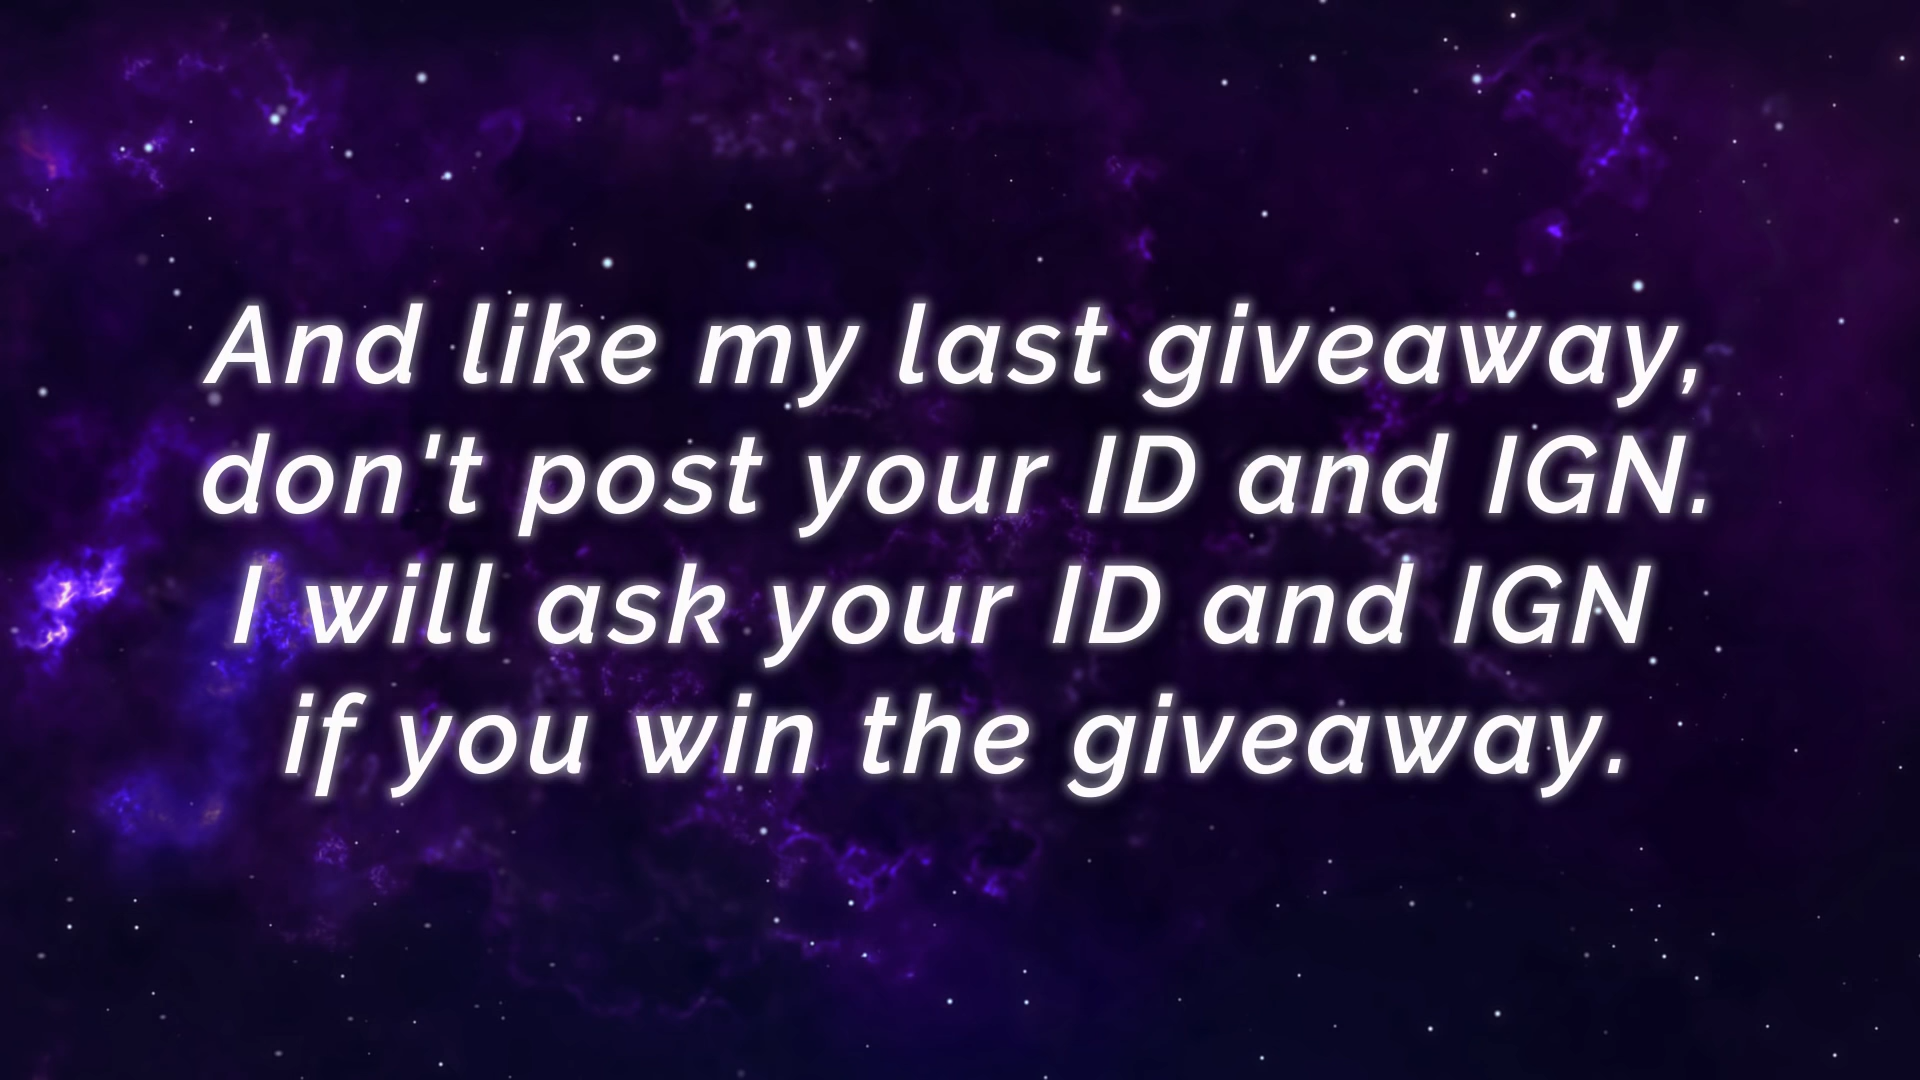 And like my last giveaway,
don't post your ID and IGN.
I will ask your ID and IGN
if you win the giveaway.